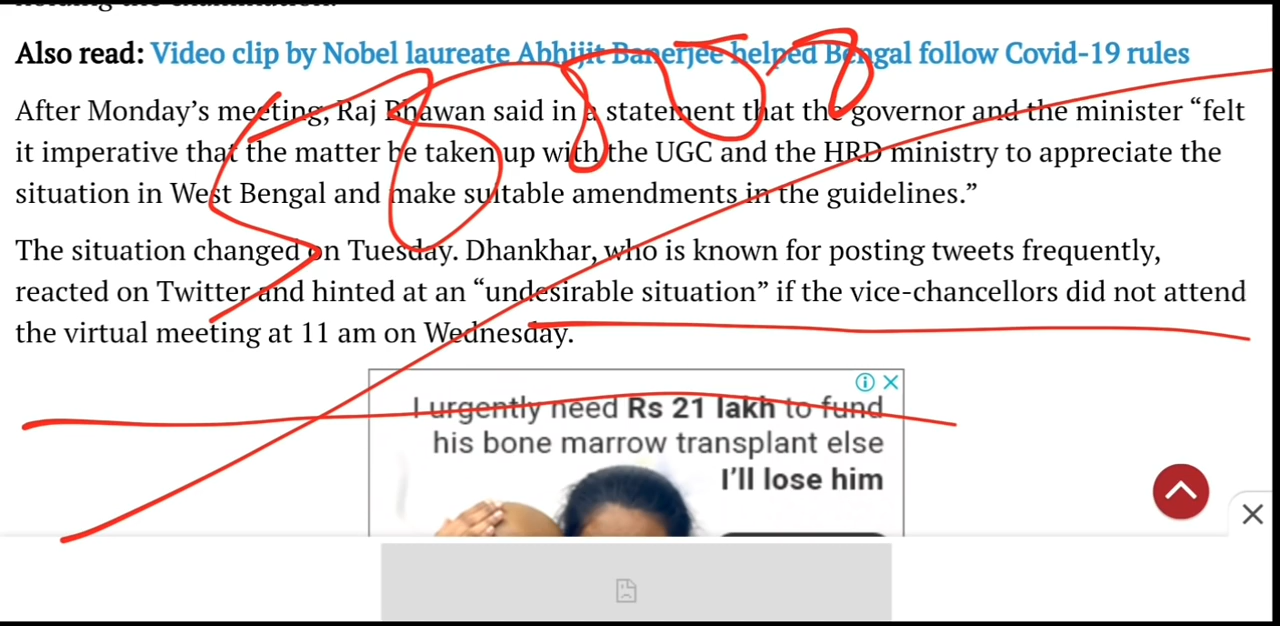 Also read: Video clip by Nobel laureate Abhijit Banerjee helped Bengal follow Covid-19 rules
After Monday’s meeting, Raj Bhawan said in a statement that the governor and the minister “felt
it imperative that the matter be taken up with the UGC and the HRD ministry to appreciate the
situation in West Bengal and make suitable amendments in the guidelines.”
The situation changed on Tuesday. Dhankhar, who is known for posting tweets frequently,
reacted on Twitter and hinted at an “undesirable situation” if the vice-chancellors did not attend
the virtual meeting at 11 am on Wednesday.
I urgently need Rs 21 lakh to fund
his bone marrow transplant else
I’ll lose him